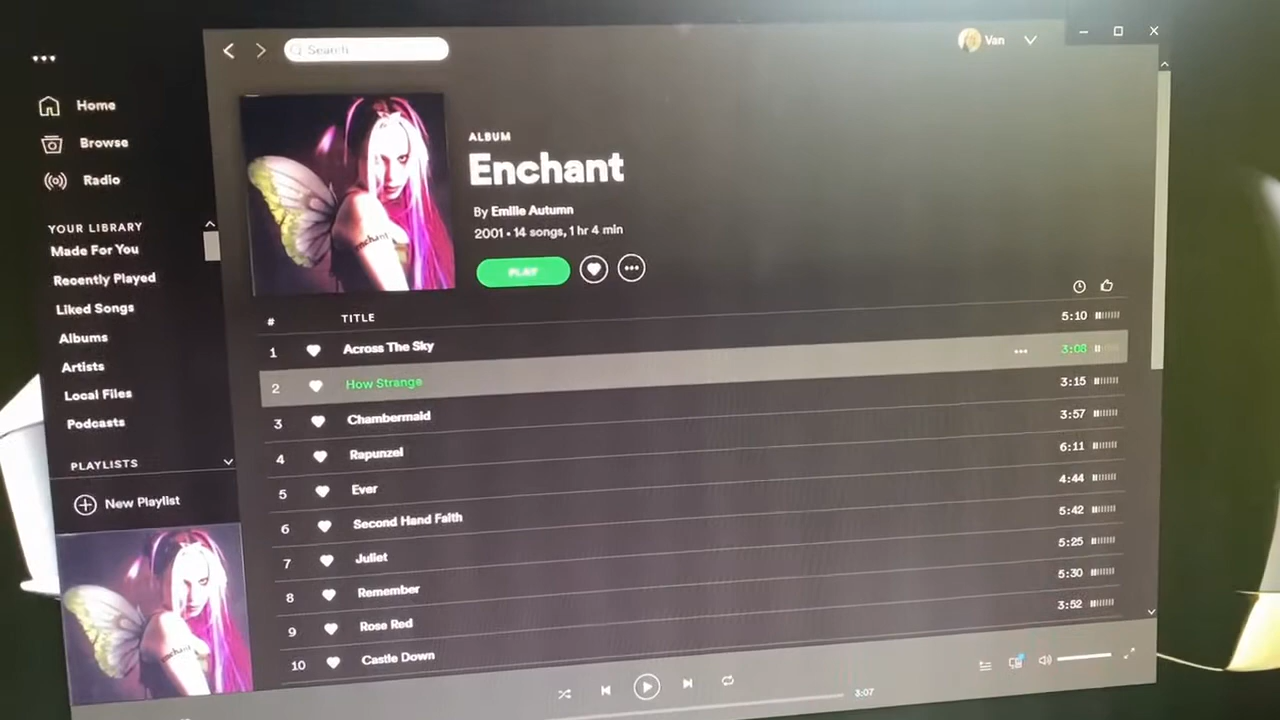 Search
Van
Home
Browse
Radio
YOUR LIBRARY
Made For You
Recently Played
Liked Songs
Albums
Artists
Local Files
Podcasts
PLAYLISTS
New Playlist
enchant
ALBUM
Enchant
By Emilie Autumn
2001 • 14 songs, 1 hr 4 min
PLAY
enchant
# TITLE
1 Across The Sky 5:10
2 How Strange 3:08
3 Chambermaid 3:15
4 Rapunzel 3:57
5 Ever 6:11
6 Second Hand Faith 4:44
7 Juliet 5:42
8 Remember 5:25
9 Rose Red 5:30
10 Castle Down 3:52
3:07